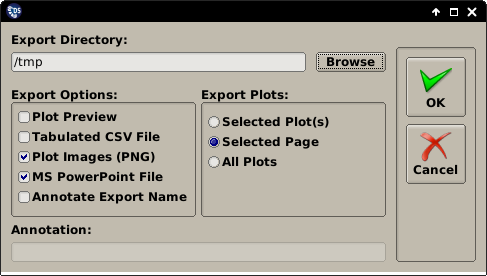 Export Directory:
/tmp
Browse
Export Options:
Plot Preview
Tabulated CSV File
Plot Images (PNG)
MS PowerPoint File
Annotate Export Name
Export Plots:
Selected Plot(s)
Selected Page
All Plots
Annotation:
OK
Cancel